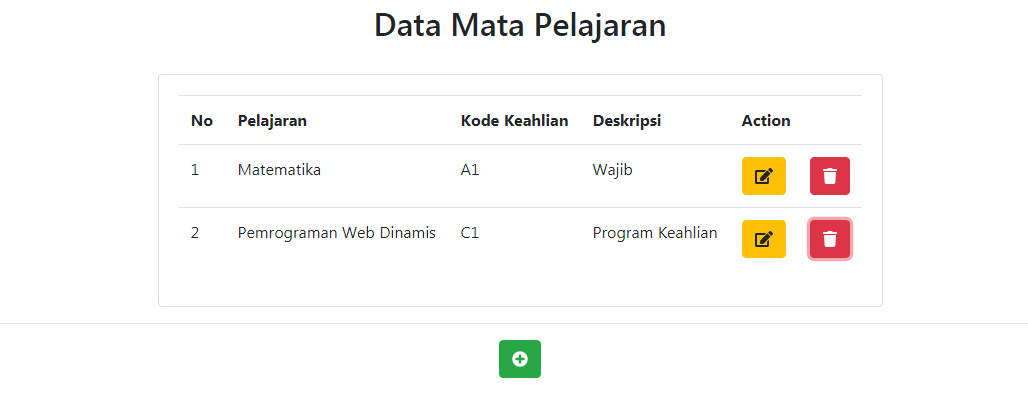 Data Mata Pelajaran
No Pelajaran Kode Keahlian Deskripsi Action
1 Matematika A1 Wajib
2 Pemrograman Web Dinamis C1 Program Keahlian